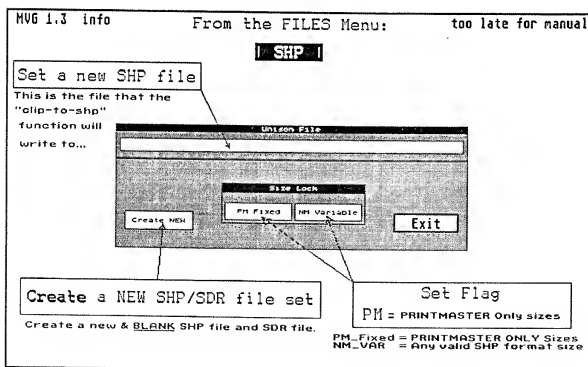 MVG 1.3 info
From the FILES Menu:
too late for manual
SHP
Set a new SHP file
This is the file that the
"clip-to-shp"
function will
write to...
Unison File
Size Lock
PM Fixed
NM Variable
Create NEW
Exit
Create a NEW SHP/SDR file set
Create a new & BLANK SHP file and SDR file.
Set Flag
PM = PRINTMASTER Only sizes
PM_Fixed = PRINTMASTER ONLY Sizes
NM_VAR = Any valid SHP format size